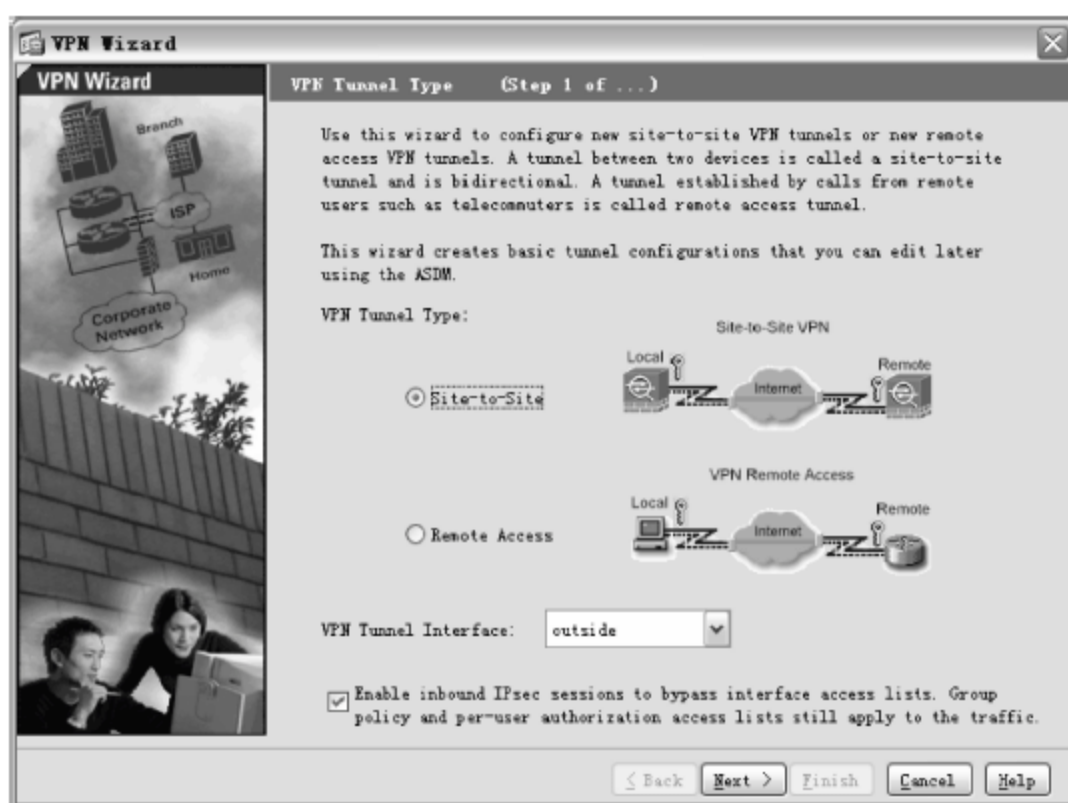 VPN Wizard
VPN Wizard
VPN Tunnel Type (Step 1 of ...)
Branch
ISP
Home
Corporate
Network
Use this wizard to configure new site-to-site VPN tunnels or new remote
access VPN tunnels. A tunnel between two devices is called a site-to-site
tunnel and is bidirectional. A tunnel established by calls from remote
users such as telecommuters is called remote access tunnel.
This wizard creates basic tunnel configurations that you can edit later
using the ASDM.
VPN Tunnel Type:
Site-to-Site VPN
Local
Remote
Internet
Site-to-Site
VPN Remote Access
Local
Remote
Internet
Remote Access
VPN Tunnel Interface: outside
Enable inbound IPsec sessions to bypass interface access lists. Group
policy and per-user authorization access lists still apply to the traffic.
< Back Next > Finish Cancel Help